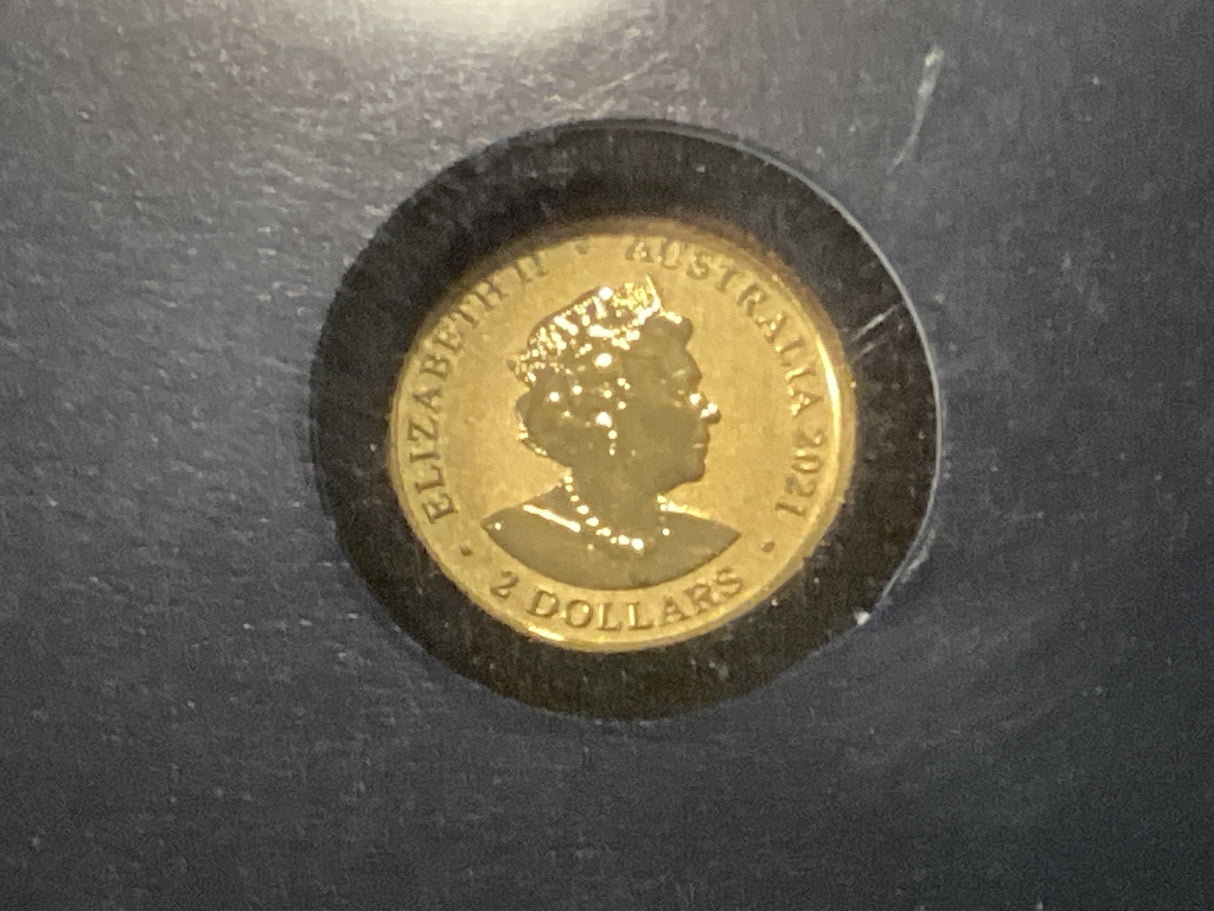 ELIZABETH II • AUSTRALIA 2021
• 2 DOLLARS •